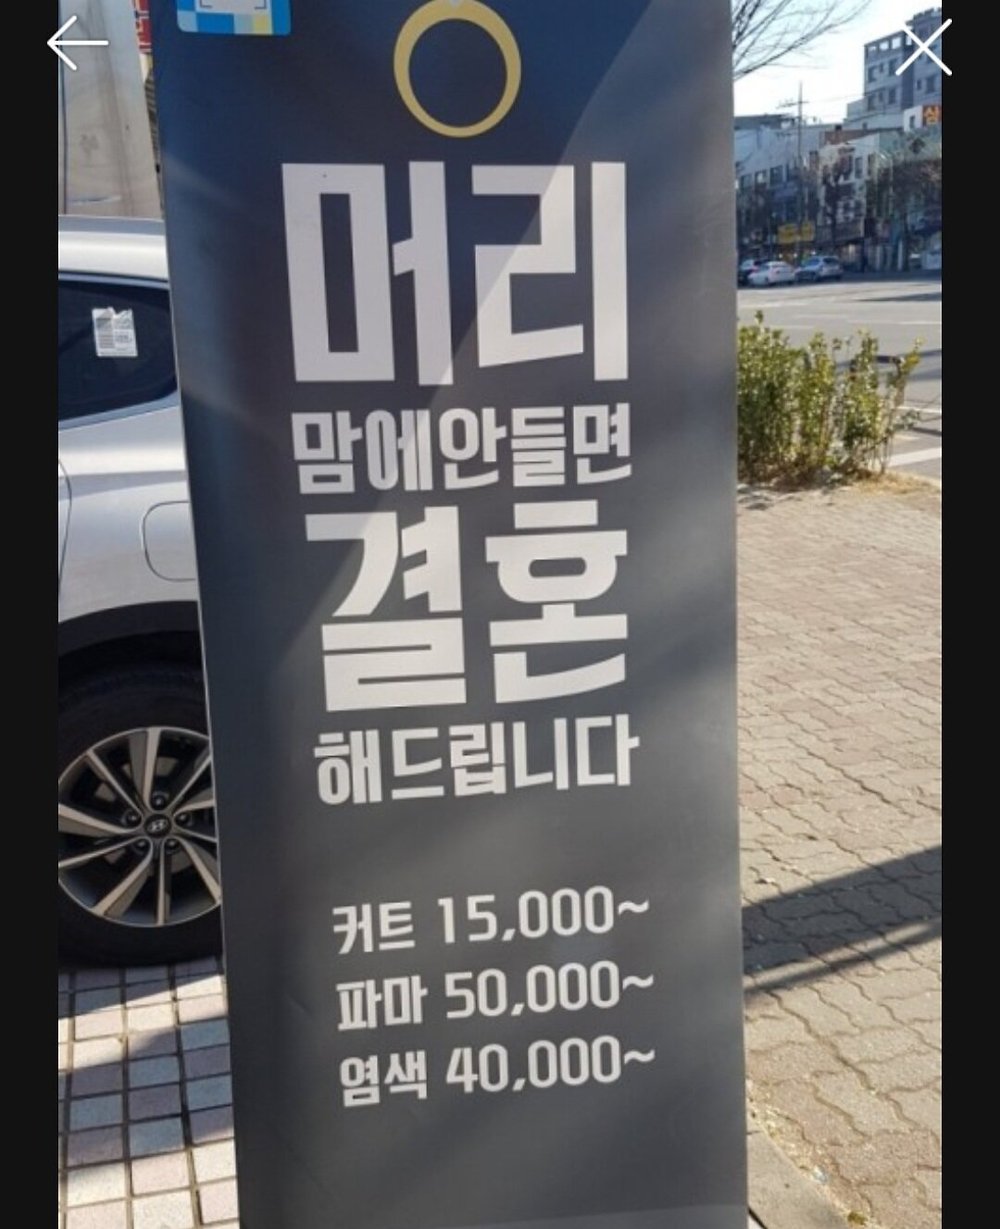 머리
맘에안들면
결혼
해드립니다
커트 15,000~
파마 50,000~
염색 40,000~